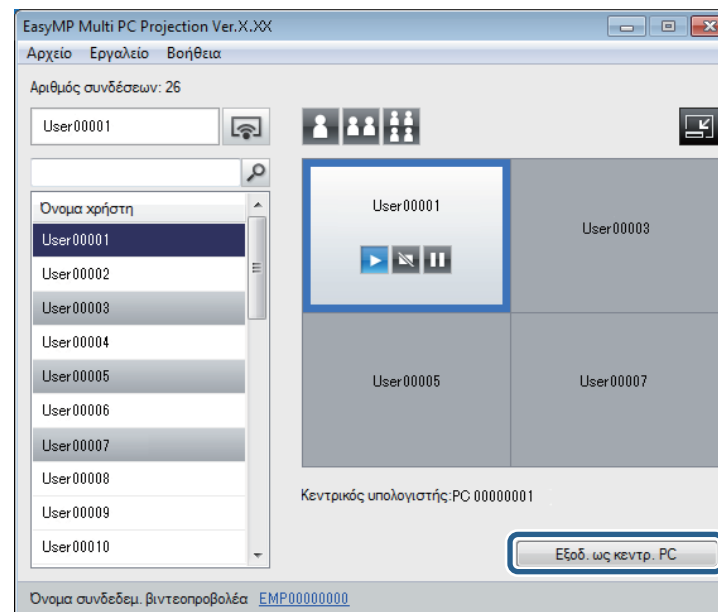 EasyMP Multi PC Projection Ver.X.XX
Αρχείο Εργαλείο Βοήθεια
Αριθμός συνδέσεων: 26
User00001
Όνομα χρήστη
User00001
User00002
User00003
User00004
User00005
User00006
User00007
User00008
User00009
User00010
User00001
User00003
User00005
User00007
Κεντρικός υπολογιστής:PC 00000001
Εξοδ. ως κεντρ. PC
Όνομα συνδεδεμ. βιντεοπροβολέα EMP00000000